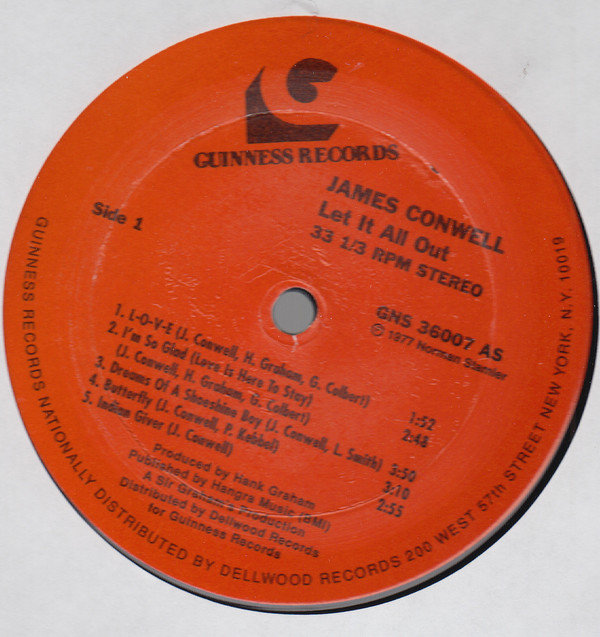 GUINNESS RECORDS
JAMES CONWELL
Let It All Out
33 1/3 RPM STEREO
Side 1
GNS 36007 AS
© 1977 Norman Stamler
1. L-O-V-E (J. Conwell, H. Graham, G. Colbert) 1:52
2. I'm So Glad (Love Is Here To Stay)
(J. Conwell, H. Graham, G. Colbert) 2:48
3. Dreams Of A Shoeshine Boy (J. Conwell, L. Smith) 3:50
4. Butterfly (J. Conwell, P. Kebbel) 3:10
5. Indian Giver (J. Conwell) 2:55
Produced by Hank Graham
Published by Hangra Music (BMI)
A Sir Graham's Production
Distributed by Dellwood Records
for Guinness Records
GUINNESS RECORDS NATIONALLY DISTRIBUTED BY DELLWOOD RECORDS 200 WEST 57th STREET NEW YORK, N.Y. 10019